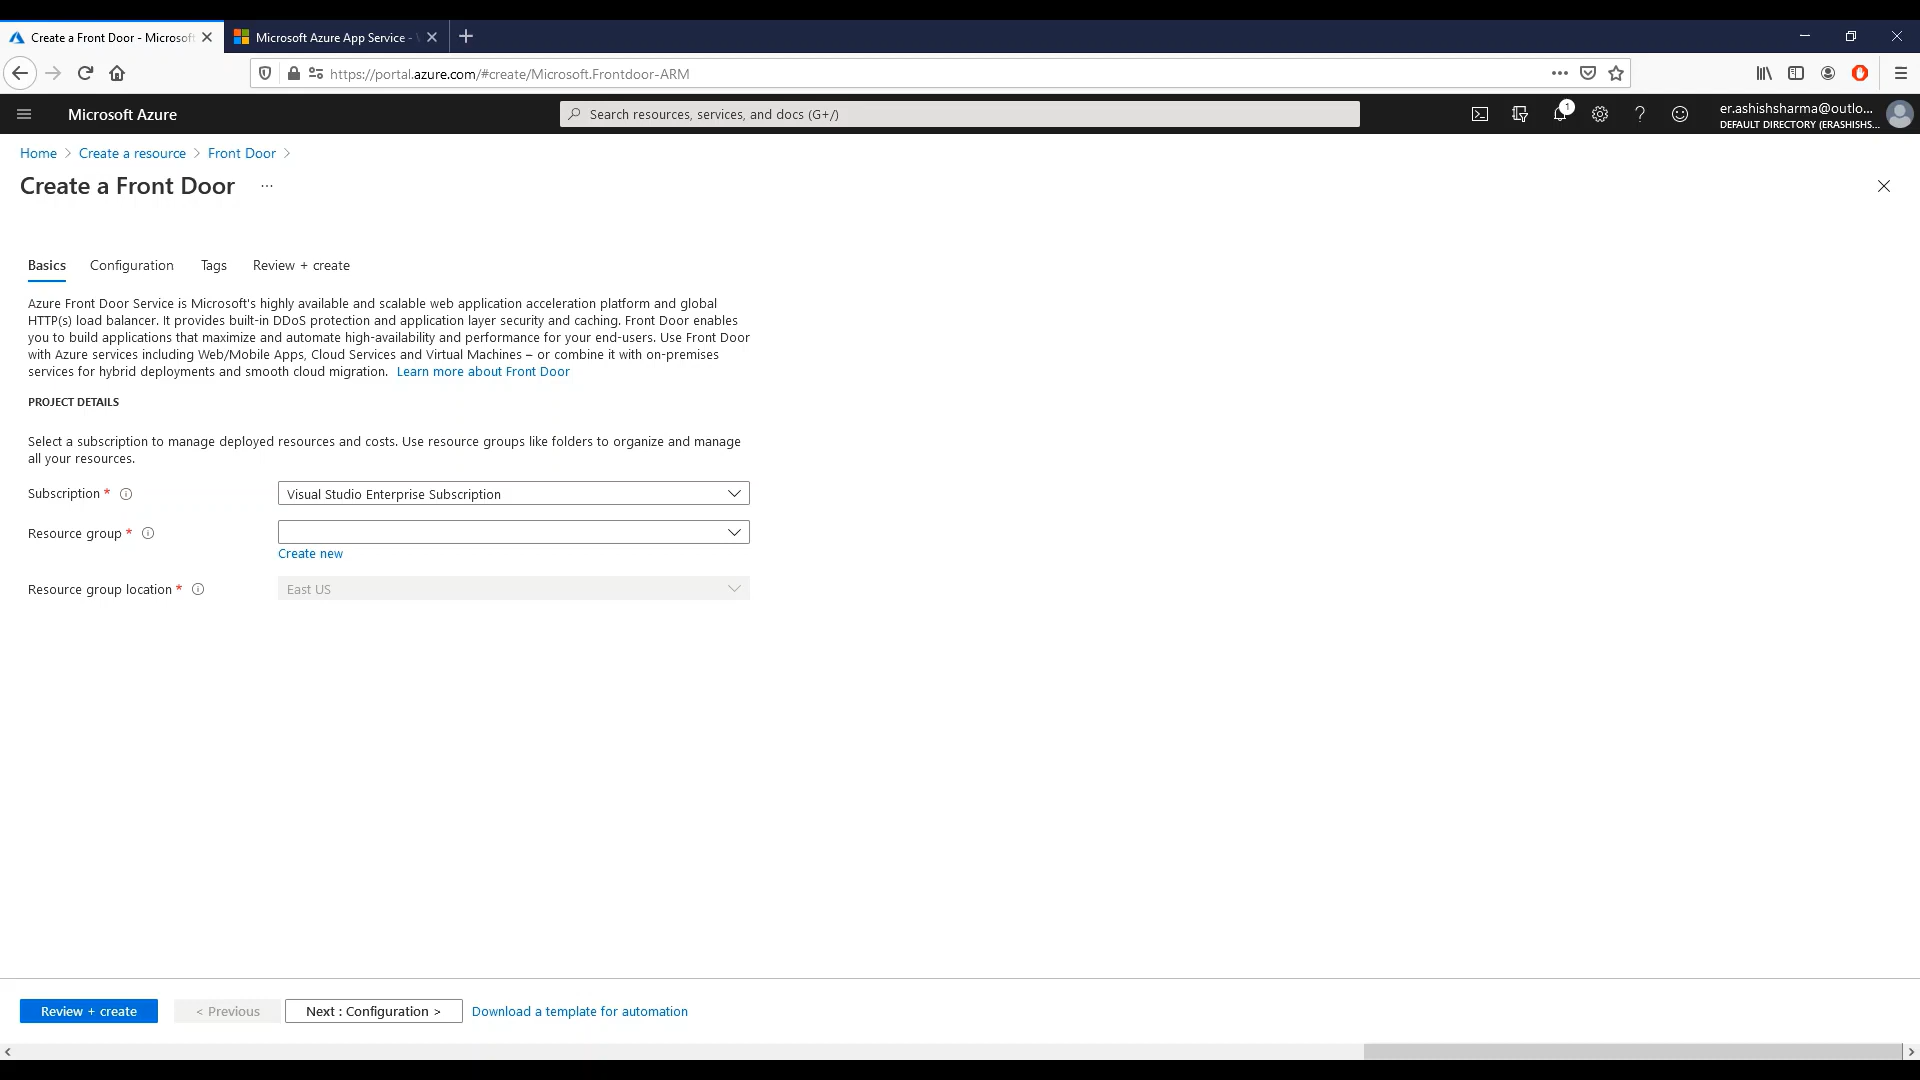 Create a Front Door - Microsoft
Microsoft Azure App Service -
https://portal.azure.com/#create/Microsoft.Frontdoor-ARM
Microsoft Azure
Search resources, services, and docs (G+/)
1
er.ashishsharma@outlo...
DEFAULT DIRECTORY (ERASHISHS...
Home > Create a resource > Front Door >
Create a Front Door ...
Basics Configuration Tags Review + create
Azure Front Door Service is Microsoft's highly available and scalable web application acceleration platform and global
HTTP(s) load balancer. It provides built-in DDoS protection and application layer security and caching. Front Door enables
you to build applications that maximize and automate high-availability and performance for your end-users. Use Front Door
with Azure services including Web/Mobile Apps, Cloud Services and Virtual Machines – or combine it with on-premises
services for hybrid deployments and smooth cloud migration. Learn more about Front Door
PROJECT DETAILS
Select a subscription to manage deployed resources and costs. Use resource groups like folders to organize and manage
all your resources.
Subscription *
Visual Studio Enterprise Subscription
Resource group *
Create new
Resource group location *
East US
Review + create
< Previous
Next : Configuration >
Download a template for automation